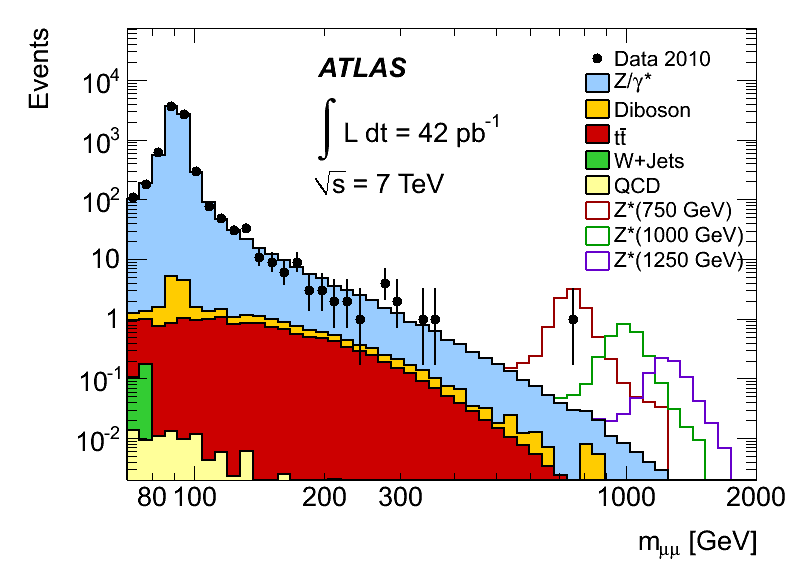 Events
10⁴
10³
10²
10
1
10⁻¹
10⁻²
ATLAS
∫ L dt = 42 pb⁻¹
√s = 7 TeV
Data 2010
Z/γ*
Diboson
tt̄
W+Jets
QCD
Z*(750 GeV)
Z*(1000 GeV)
Z*(1250 GeV)
80 100 200 300 1000 2000
mμμ [GeV]